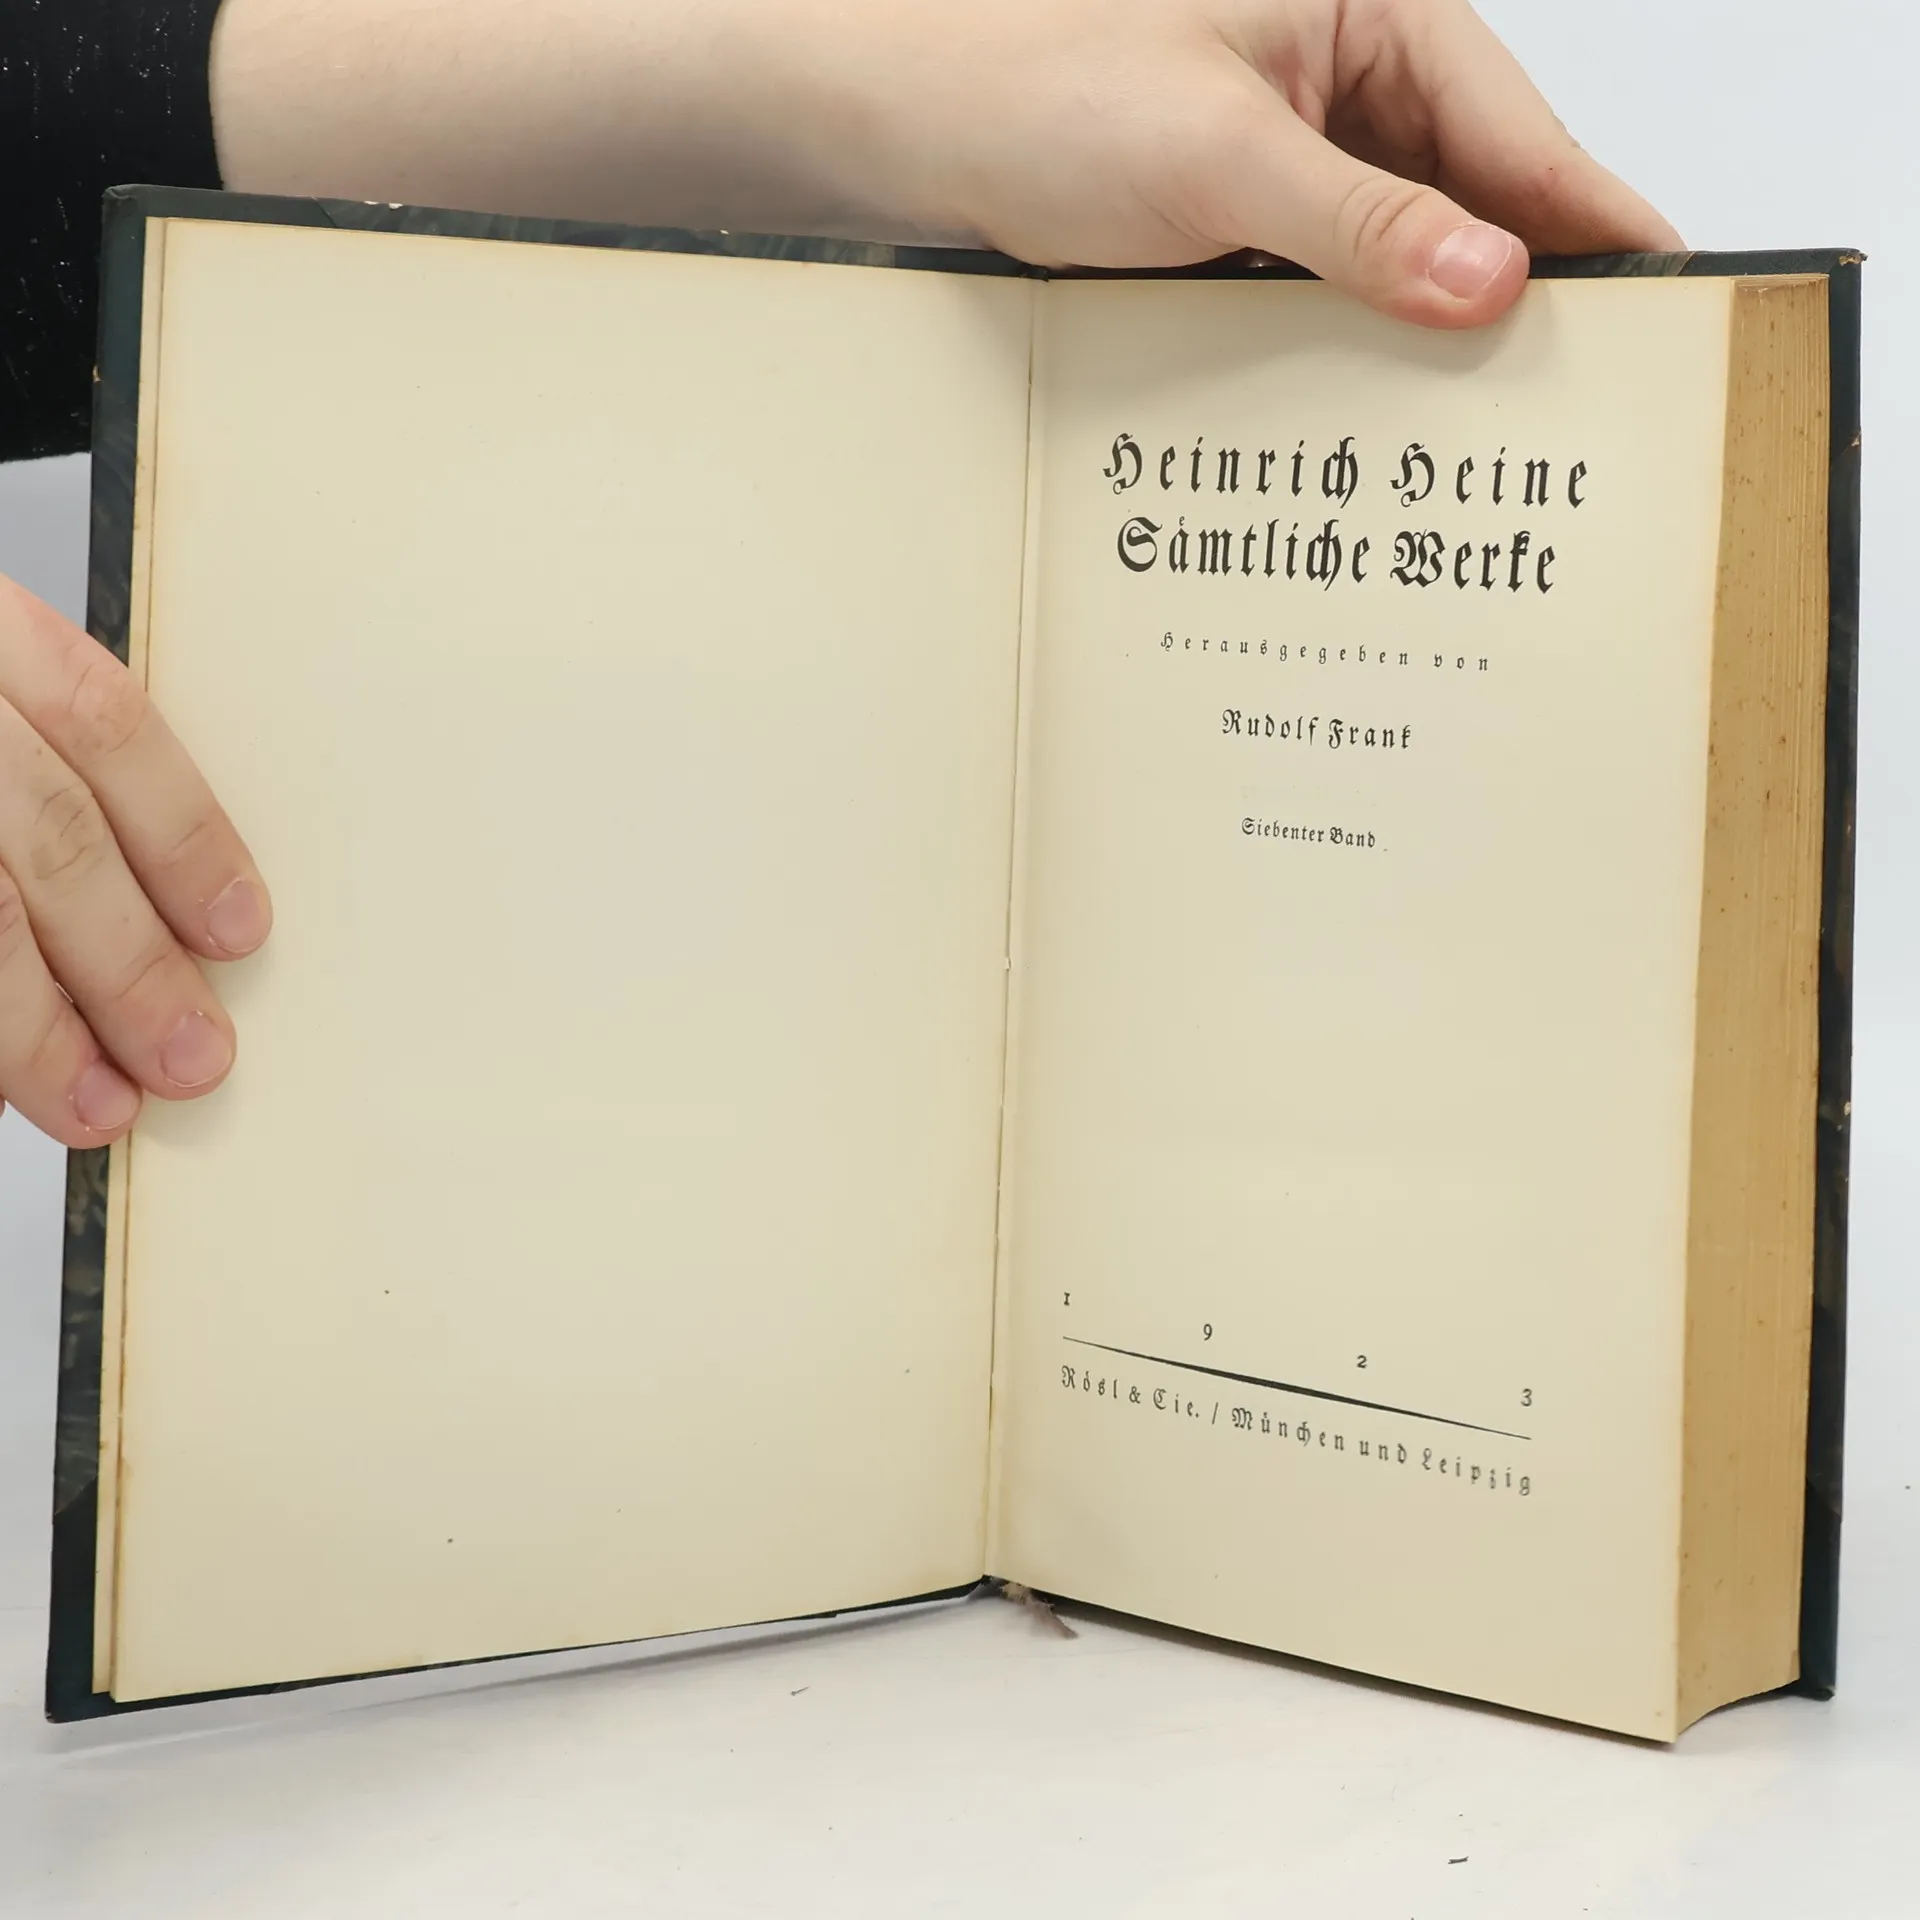 Heinrich Heine
Sämtliche Werke
Herausgegeben von
Rudolf Frank
Siebenter Band
1 9 2 3
Rösl & Cie. / München und Leipzig